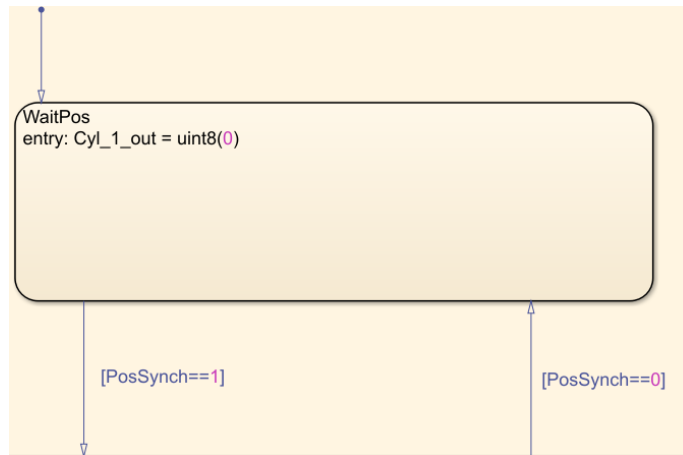 WaitPos
entry: Cyl_1_out = uint8(0)
[PosSynch==1]
[PosSynch==0]